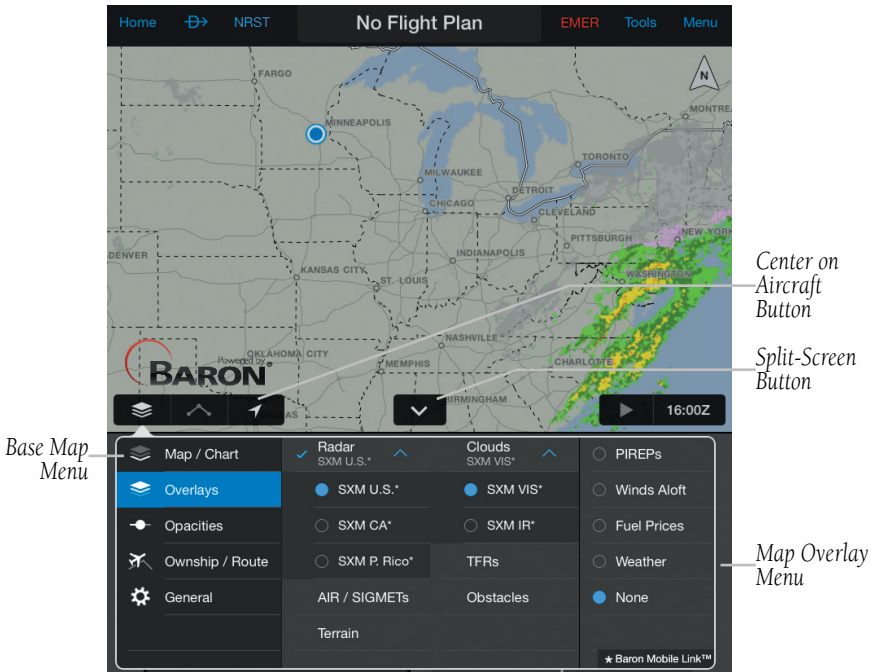 Home
NRST
No Flight Plan
EMER
Tools
Menu
N
FARGO
MONTRE
MINNEAPOLIS
TORONTO
MILWAUKEE
DETROIT
CHICAGO
CLEVELAND
PITTSBURGH
NEW YORK
DENVER
INDIANAPOLIS
Center on
Aircraft
Button
KANSAS CITY
WASHINGTON
ST. LOUIS
NASHVILLE
Powered by
OKLAHOMA CITY
BARON®
MEMPHIS
CHARLOTTE
Split-Screen
Button
BIRMINGHAM
16:00Z
Base Map
Menu
Map / Chart
Overlays
Opacities
Ownship / Route
General
Radar
SXM U.S.*
SXM U.S.*
SXM CA*
SXM P. Rico*
AIR / SIGMETs
Terrain
Clouds
SXM VIS*
SXM VIS*
SXM IR*
TFRs
Obstacles
PIREPs
Winds Aloft
Fuel Prices
Weather
None
Map Overlay
Menu
★ Baron Mobile Link™